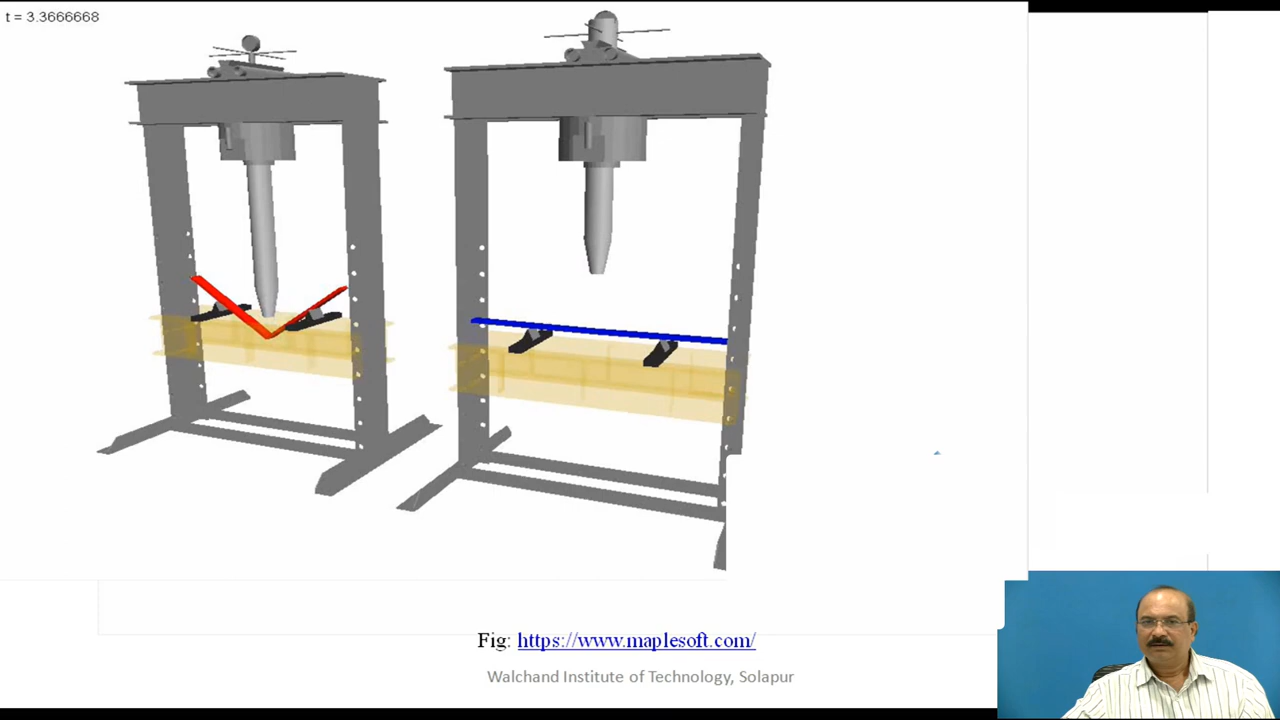 t = 3.3666668
Fig: https://www.maplesoft.com/
Walchand Institute of Technology, Solapur